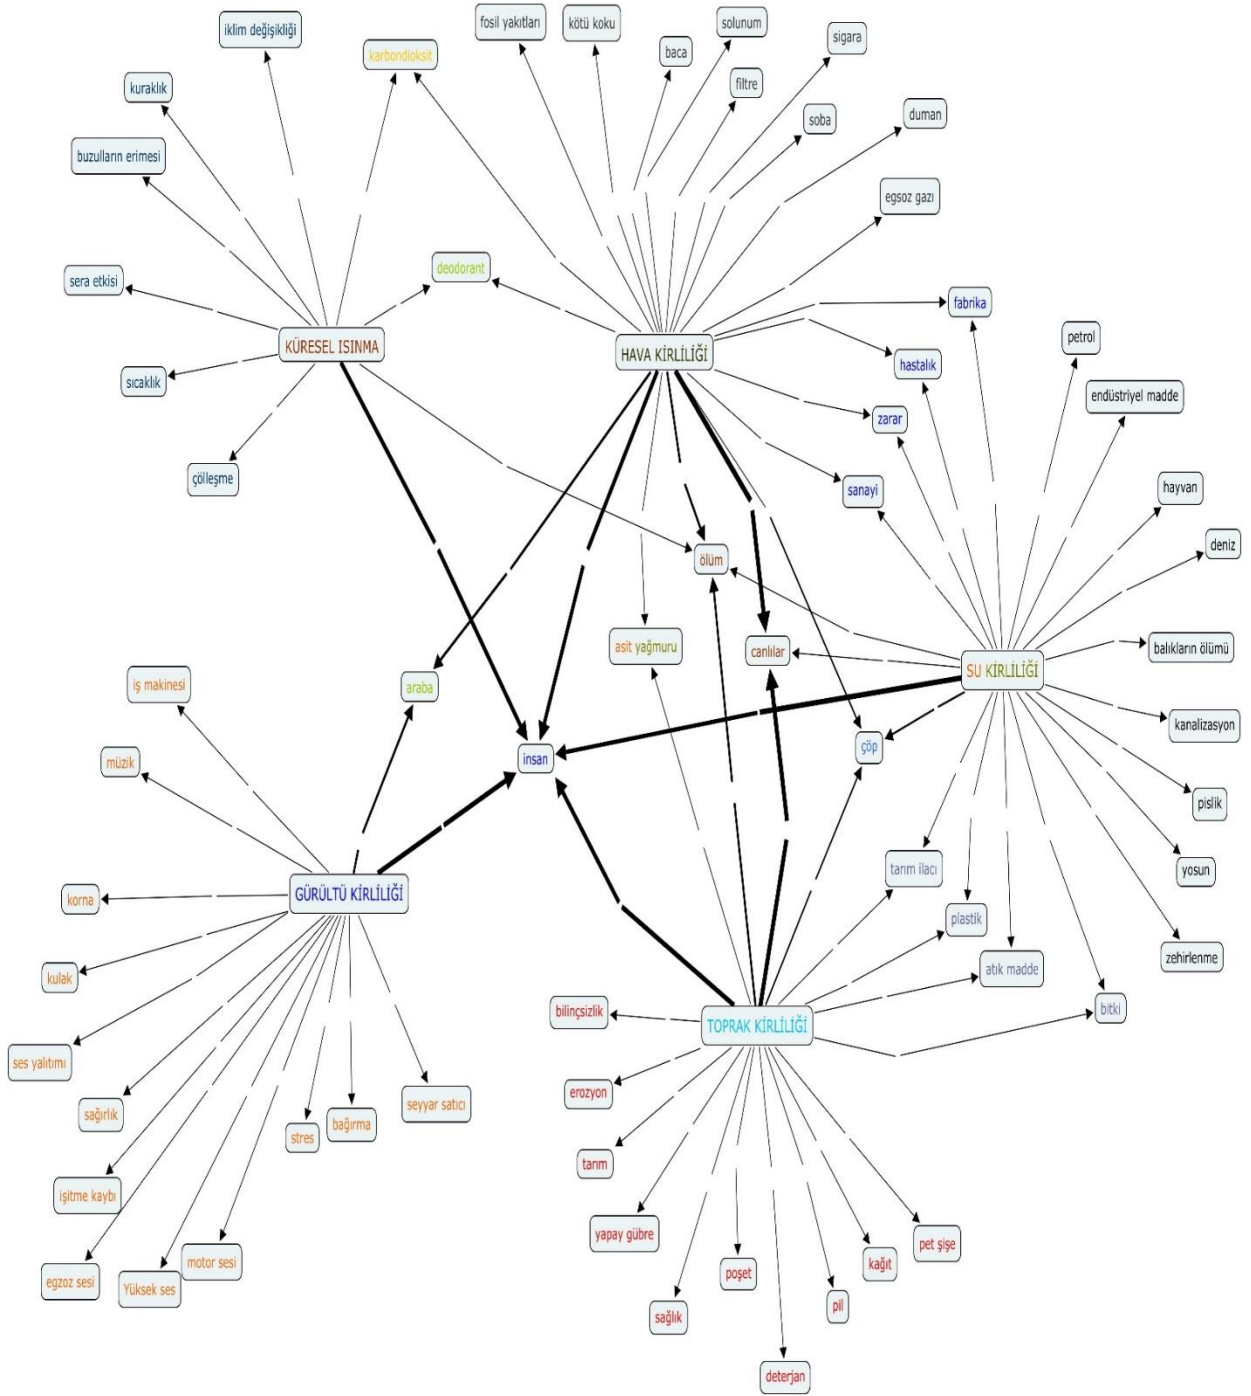 fosil yakıtları
kötü koku
solunum
sigara
iklim değişikliği
karbondioksit
baca
filtre
kuraklık
soba
duman
buzulların erimesi
egsoz gazı
deodorant
sera etkisi
fabrika
KÜRESEL ISINMA
HAVA KİRLİLİĞİ
petrol
hastalık
sıcaklık
endüstriyel madde
zarar
çölleşme
sanayi
hayvan
deniz
ölüm
asit yağmuru
canlılar
balıkların ölümü
SU KİRLİLİĞİ
iş makinesi
araba
kanalizasyon
müzik
insan
çöp
pislik
tarım ilacı
yosun
GÜRÜLTÜ KİRLİLİĞİ
korna
plastik
zehirlenme
kulak
atık madde
bilinçsizlik
bitki
TOPRAK KİRLİLİĞİ
ses yalıtımı
erozyon
seyyar satıcı
sağırlık
bağırma
stres
tarım
işitme kaybı
yapay gübre
pet şişe
motor sesi
kağıt
poşet
egzoz sesi
Yüksek ses
pil
sağlık
deterjan